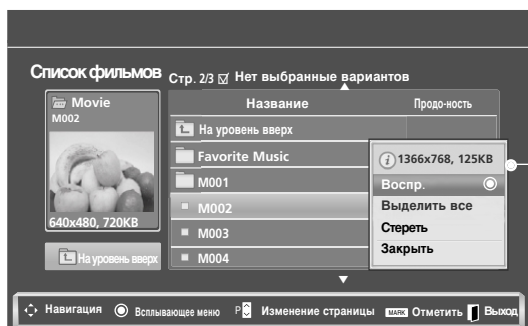 Список фильмов
Стр. 2/3 Нет выбранные вариантов
Movie
M002
640x480, 720KB
На уровень вверх
Название Продо-ность
На уровень вверх
Favorite Music
M001
M002
M003
M004
1366x768, 125KB
Воспр.
Выделить все
Стереть
Закрыть
Навигация Всплывающее меню P Изменение страницы MARK Отметить Выход